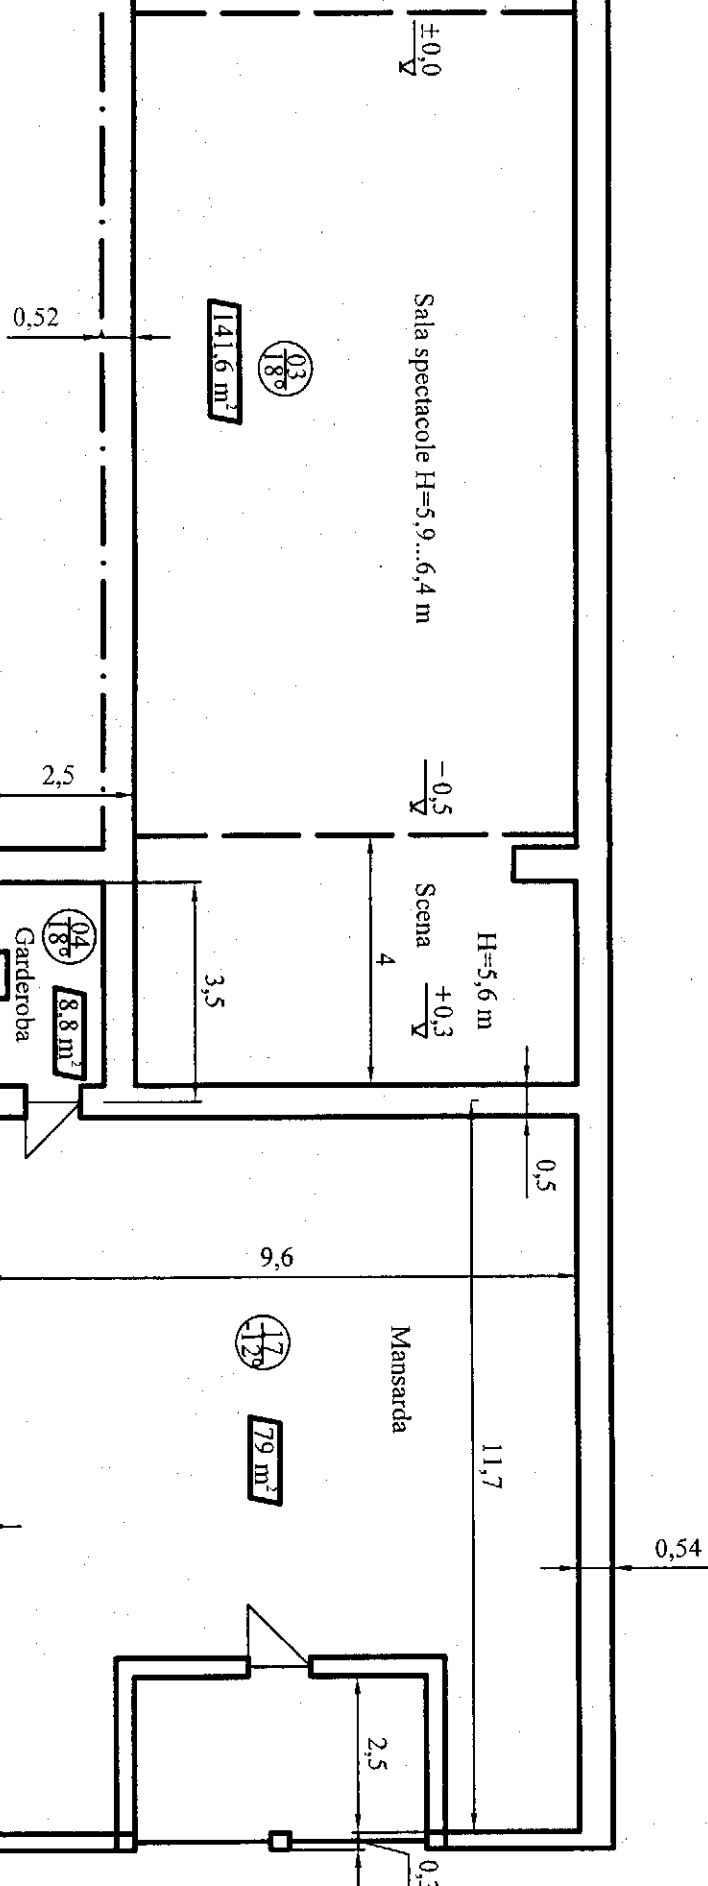 ±0,0
Sala spectacole H=5,9...6,4 m
03
18°
141,6 m²
0,52
-0,5
2,5
Scena
H=5,6 m
+0,3
4
3,5
04
18°
8,8 m²
Garderoba
0,5
9,6
Mansarda
17
-12°
79 m²
11,7
0,54
2,5